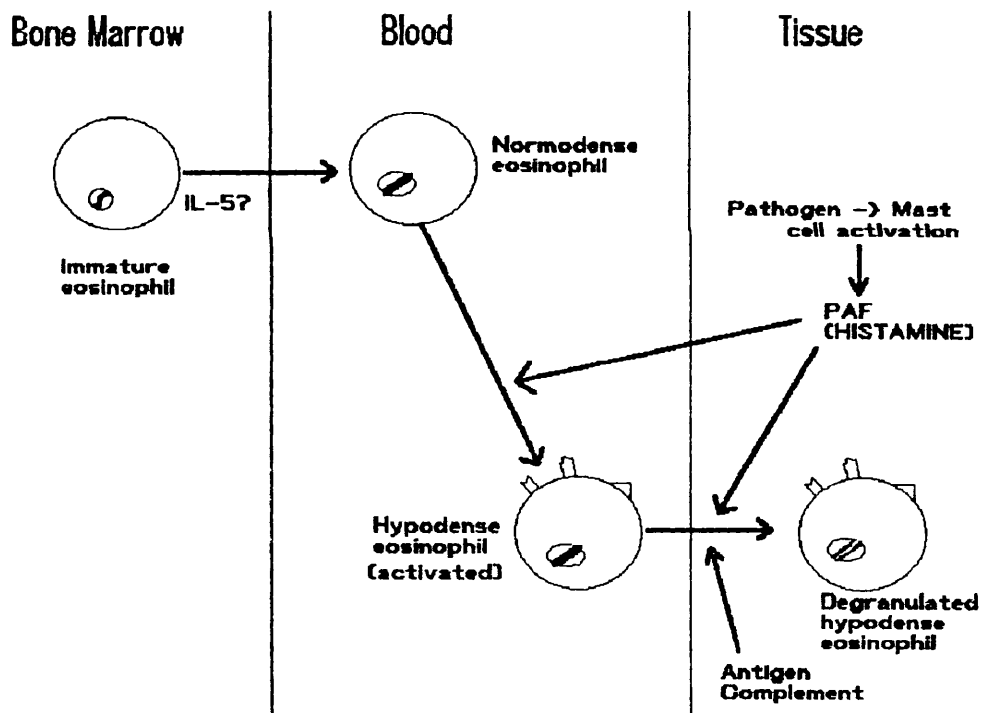 Bone Marrow
Blood
Tissue
Normodense
eosinophil
IL-5?
Immature
eosinophil
Pathogen -> Mast
cell activation
PAF
(HISTAMINE)
Hypodense
eosinophil
(activated)
Degranulated
hypodense
eosinophil
Antigen
Complement